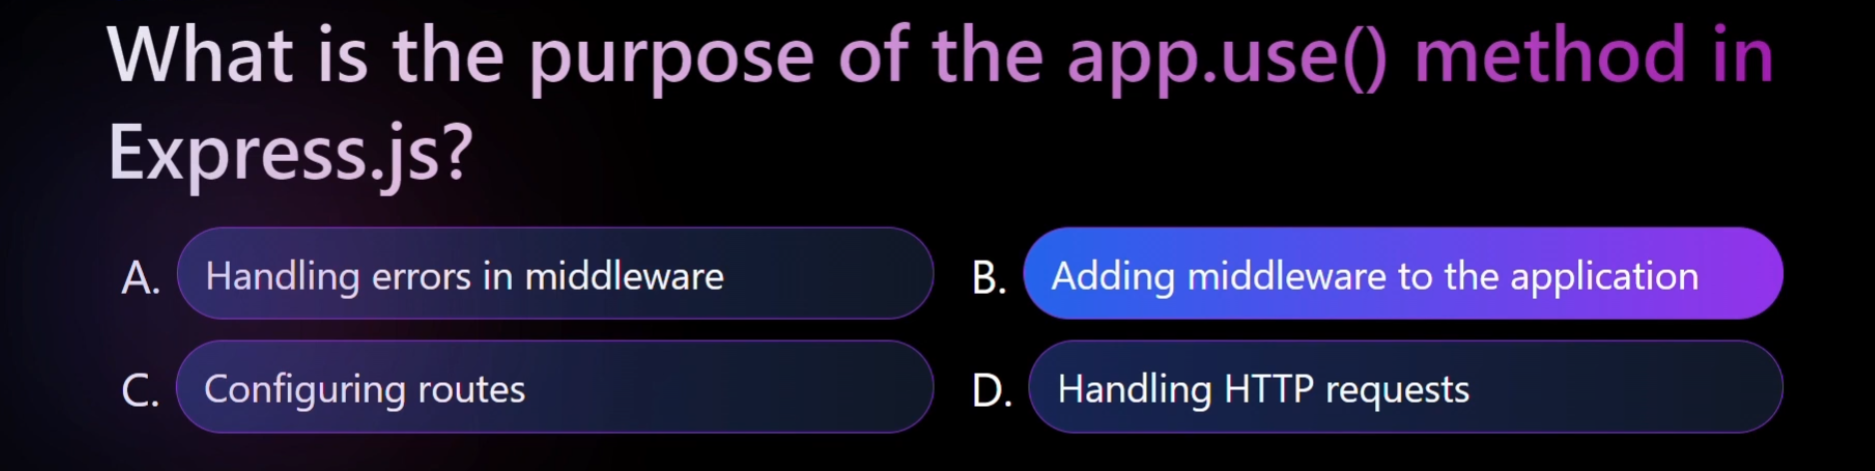 What is the purpose of the app.use() method in
Express.js?
A. Handling errors in middleware
B. Adding middleware to the application
C. Configuring routes
D. Handling HTTP requests